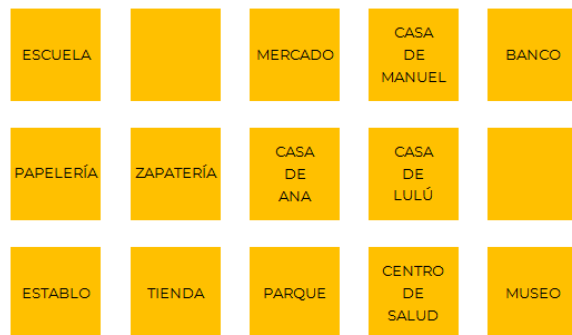 ESCUELA
MERCADO
CASA
DE
MANUEL
BANCO
PAPELERÍA
ZAPATERÍA
CASA
DE
ANA
CASA
DE
LULÚ
ESTABLO
TIENDA
PARQUE
CENTRO
DE
SALUD
MUSEO